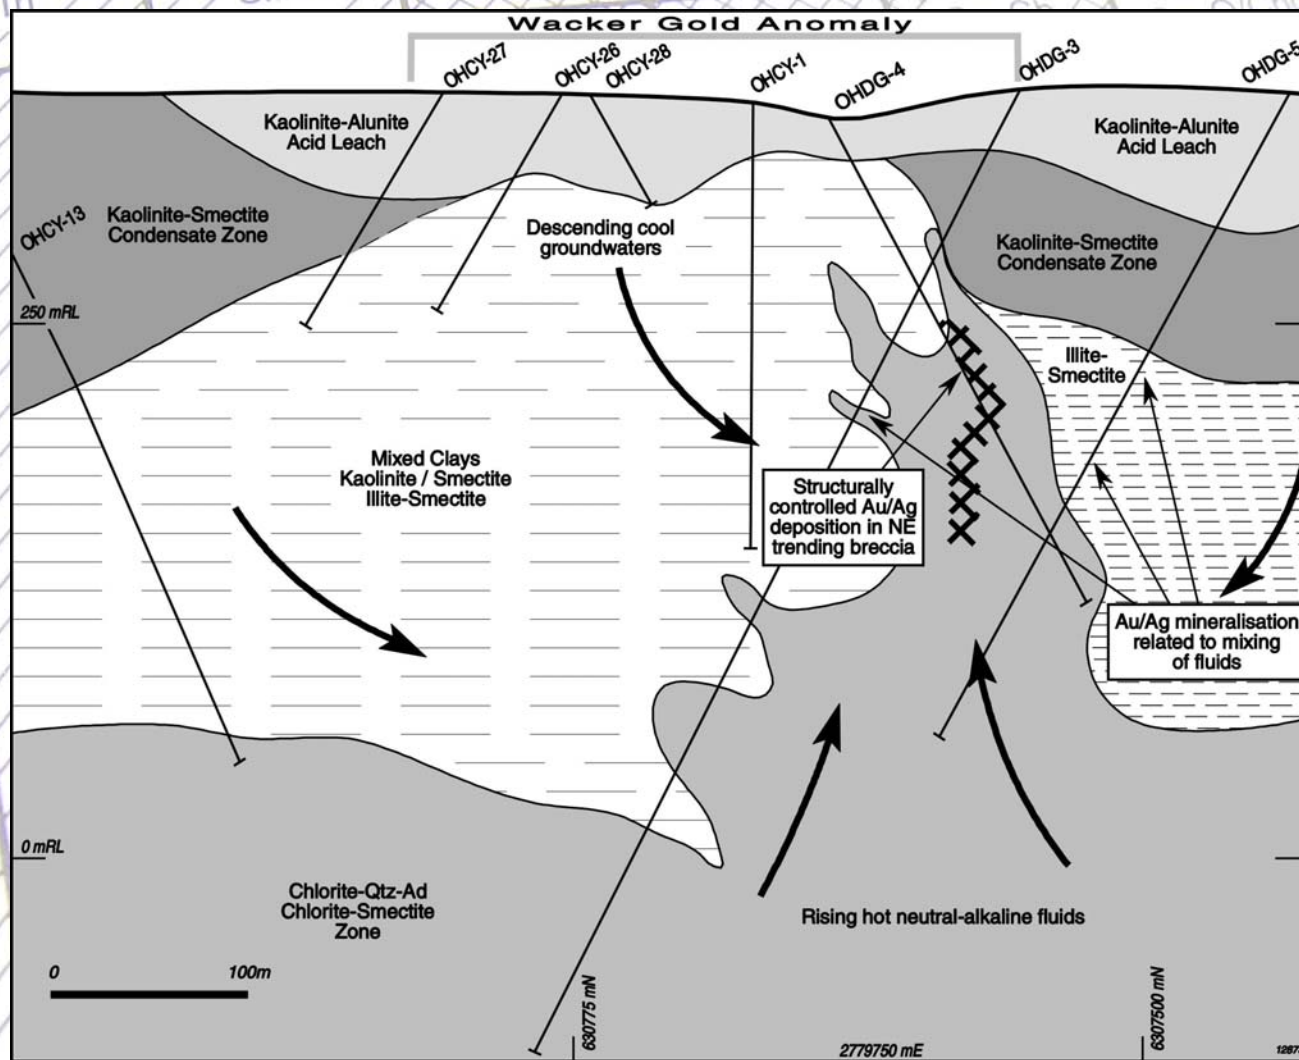 Wacker Gold Anomaly
OHCY-27
OHCY-26
OHCY-28
OHCY-1
OHDG-4
OHDG-3
OHDG-5
Kaolinite-Alunite
Acid Leach
Kaolinite-Alunite
Acid Leach
OHCY-13
Kaolinite-Smectite
Condensate Zone
Descending cool
groundwaters
Kaolinite-Smectite
Condensate Zone
250 mRL
Illite-
Smectite
Mixed Clays
Kaolinite / Smectite
Illite-Smectite
Structurally
controlled Au/Ag
deposition in NE
trending breccia
Au/Ag mineralisation
related to mixing
of fluids
0 mRL
Chlorite-Qtz-Ad
Chlorite-Smectite
Zone
Rising hot neutral-alkaline fluids
0 100m
630775 mN
6307500 mN
2779750 mE